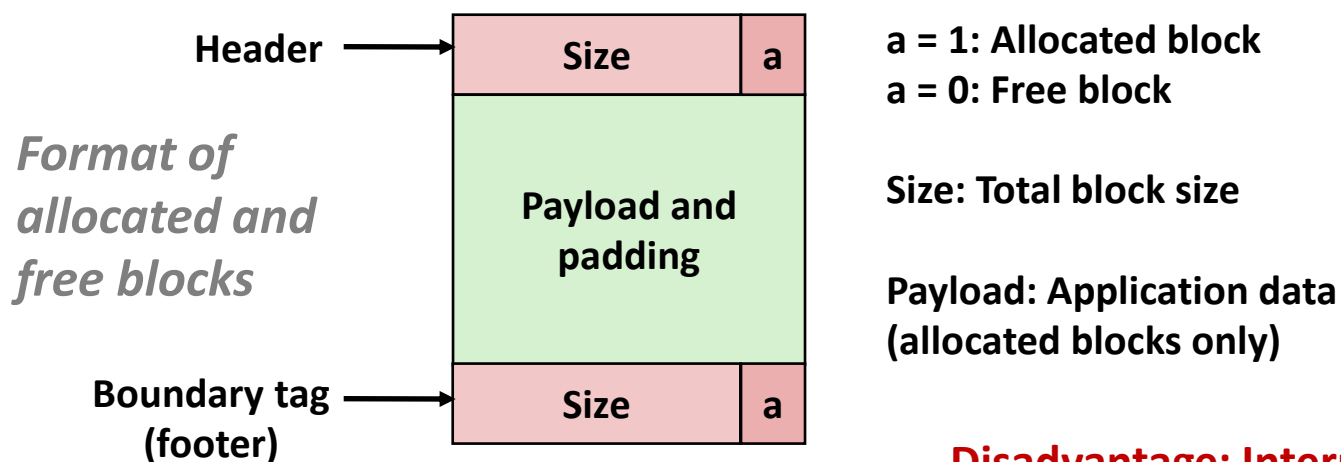 Header
Size a
a = 1: Allocated block
a = 0: Free block
Format of
allocated and
free blocks
Payload and
padding
Size: Total block size
Payload: Application data
(allocated blocks only)
Boundary tag
(footer)
Size a
Disadvantage: